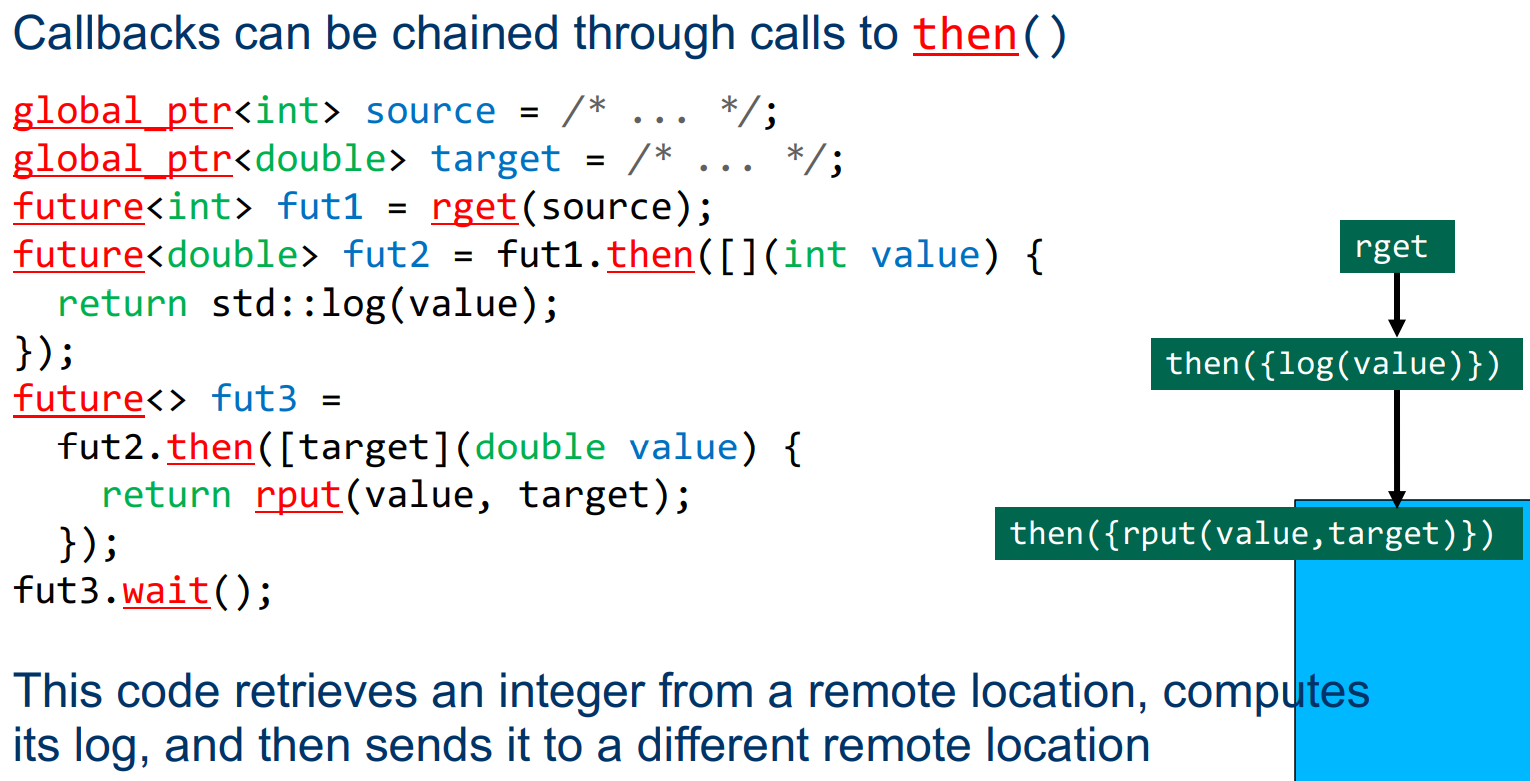 Callbacks can be chained through calls to then()
global_ptr<int> source = /* ... */;
global_ptr<double> target = /* ... */;
future<int> fut1 = rget(source);
future<double> fut2 = fut1.then([](int value) {
  return std::log(value);
});
future<> fut3 =
  fut2.then([target](double value) {
    return rput(value, target);
  });
fut3.wait();
rget
then({log(value)})
then({rput(value,target)})
This code retrieves an integer from a remote location, computes
its log, and then sends it to a different remote location